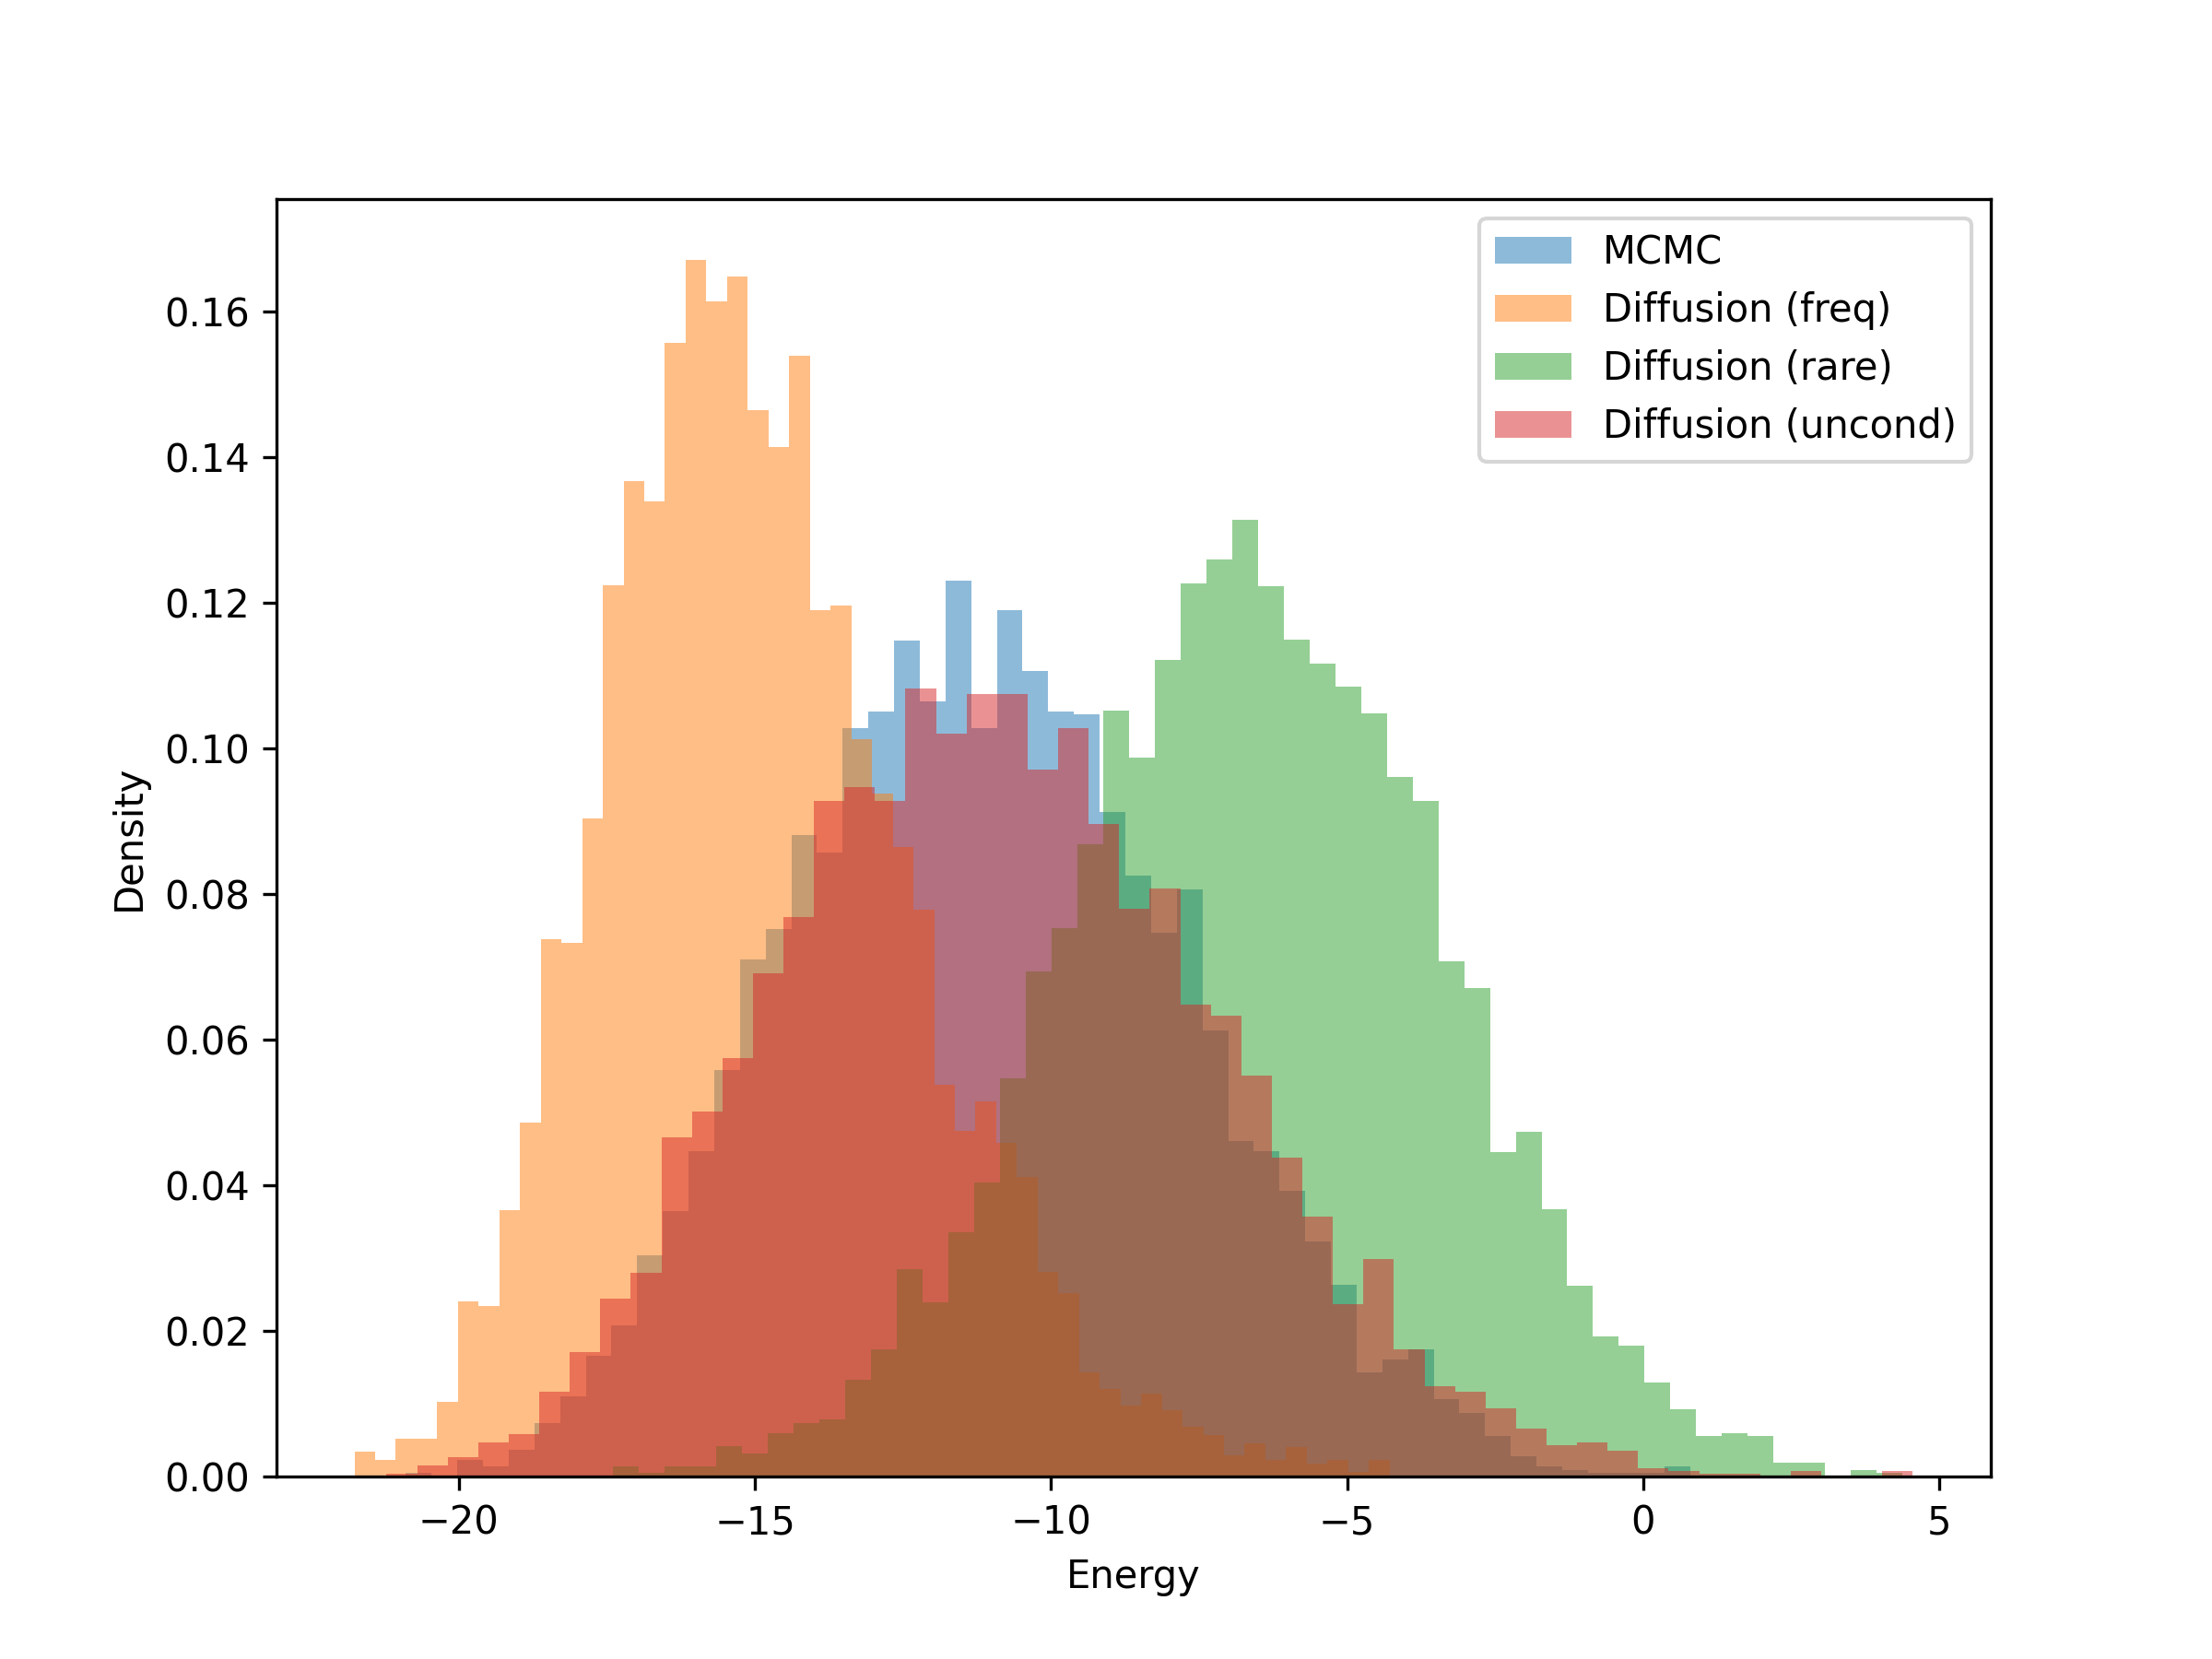 MCMC
Diffusion (freq)
Diffusion (rare)
Diffusion (uncond)
0.16
0.14
0.12
0.10
0.08
0.06
0.04
0.02
0.00
Density
−20 −15 −10 −5 0 5
Energy